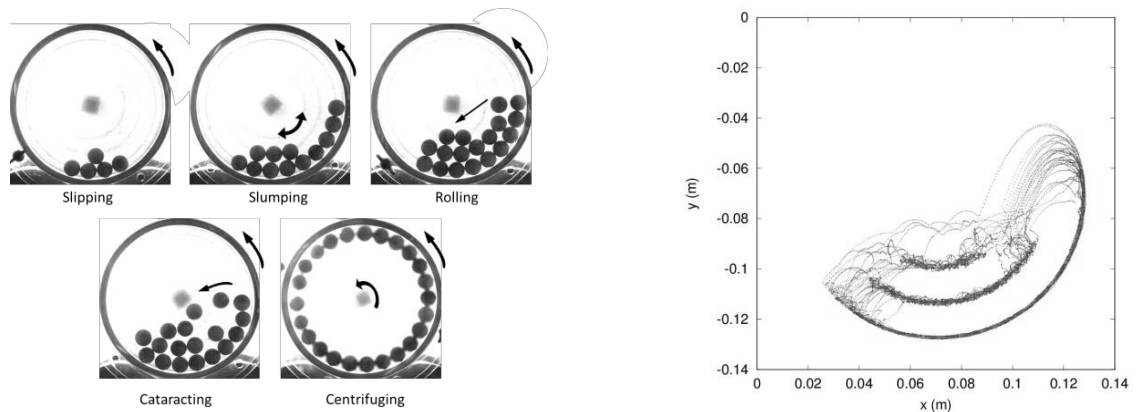 Slipping
Slumping
Rolling
Cataracting
Centrifuging
y (m)
0
-0.02
-0.04
-0.06
-0.08
-0.1
-0.12
-0.14
0 0.02 0.04 0.06 0.08 0.1 0.12 0.14
x (m)